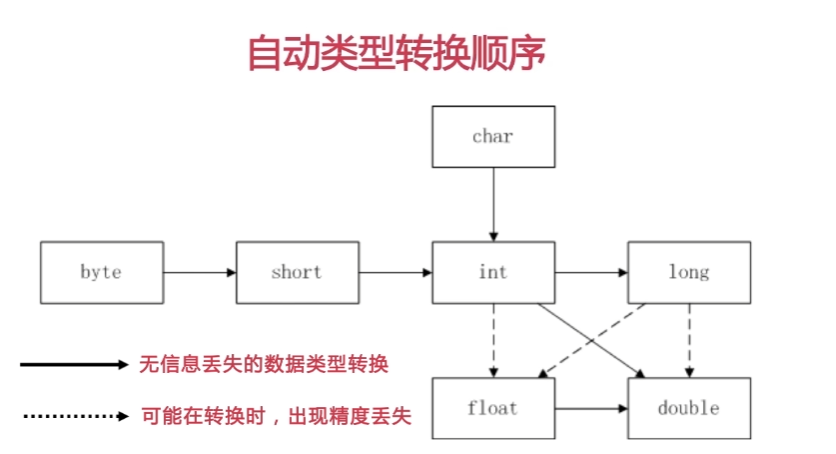 自动类型转换顺序
char
byte
short
int
long
无信息丢失的数据类型转换
可能在转换时，出现精度丢失
float
double